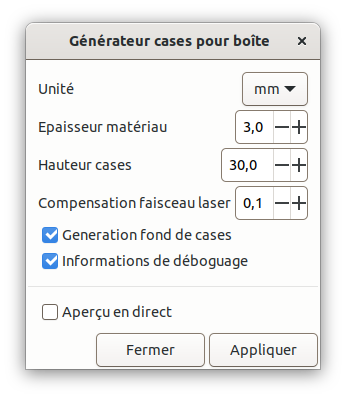 Générateur cases pour boîte ×
Unité mm
Epaisseur matériau 3,0 − +
Hauteur cases 30,0 − +
Compensation faisceau laser 0,1 − +
Generation fond de cases
Informations de déboguage
Aperçu en direct
Fermer Appliquer